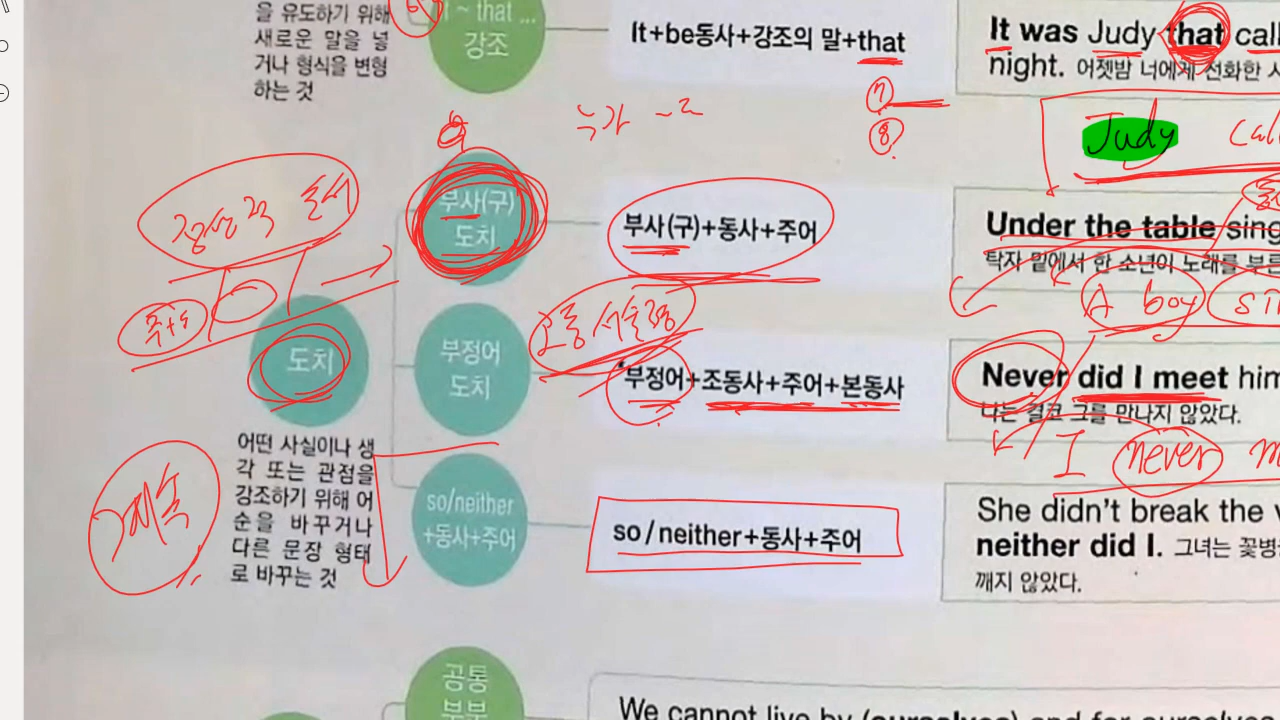 을 유도하기 위해
새로운 말을 넣
거나 형식을 변형
하는 것
~ that ...
강조
It+be동사+강조의 말+that
It was Judy that
night. 어젯밤 너에게 전화한
⑦
⑧
누가
Judy
부사(구)
도치
부사(구)+동사+주어
Under the table sing
탁자 밑에서 한 소년이 노래를 부른
A boy
도치
어떤 사실이나 생
각 또는 관점을
강조하기 위해 어
순을 바꾸거나
다른 문장 형태
로 바꾸는 것
부정어
도치
부정어+조동사+주어+본동사
Never did I meet him
나는 결코 그를 만나지 않았다.
I never
so/neither
+동사+주어
so/neither+동사+주어
She didn't break the
neither did I. 그녀는
깨지 않았다.
공통
부분
We cannot live by (ourselves) and for ourselves